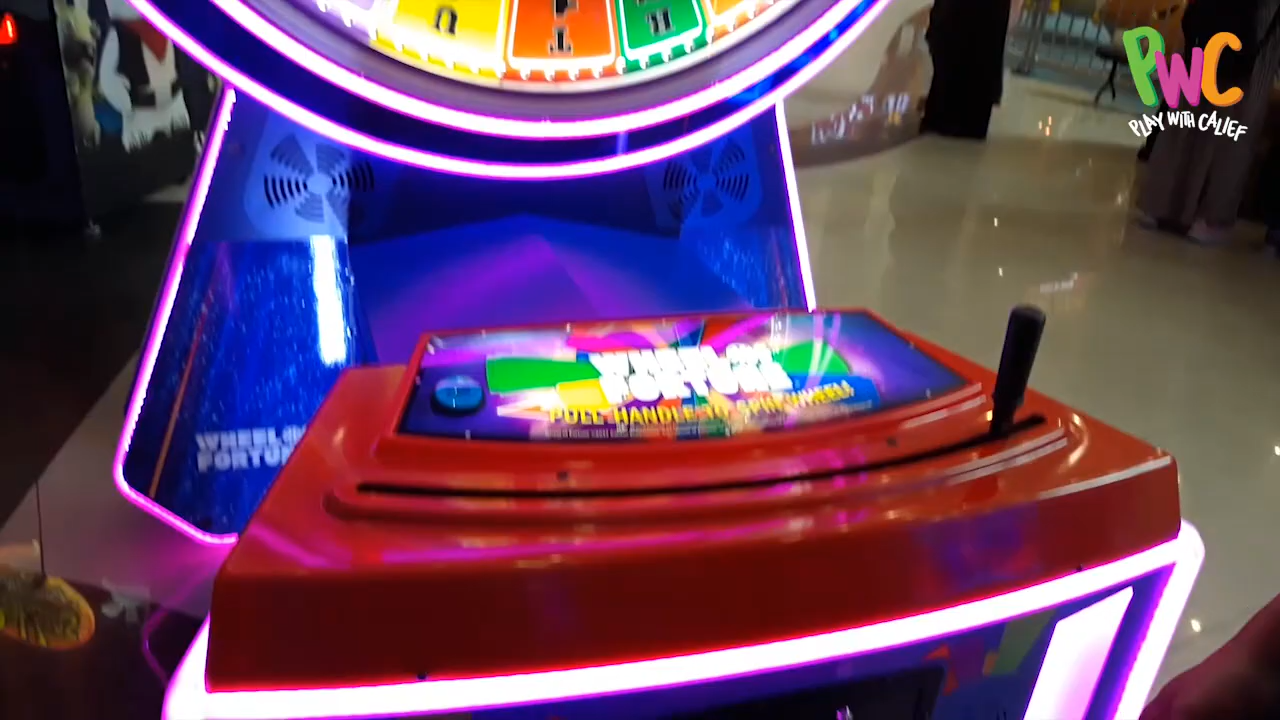 PWC
PLAY WITH CALIEF
WHEEL OF
FORTUNE
PULL HANDLE TO SPIN WHEEL!
WHEEL OF
FORTUNE